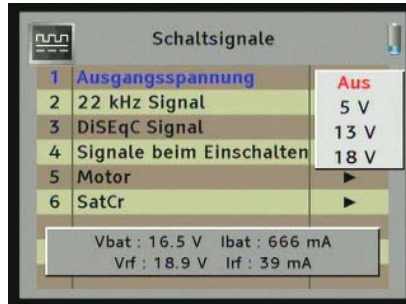 Schaltsignale
1 Ausgangsspannung
Aus
2 22 kHz Signal
5 V
3 DiSEqC Signal
13 V
4 Signale beim Einschalten
18 V
5 Motor
6 SatCr
Vbat : 16.5 V Ibat : 666 mA
Vrf : 18.9 V Irf : 39 mA